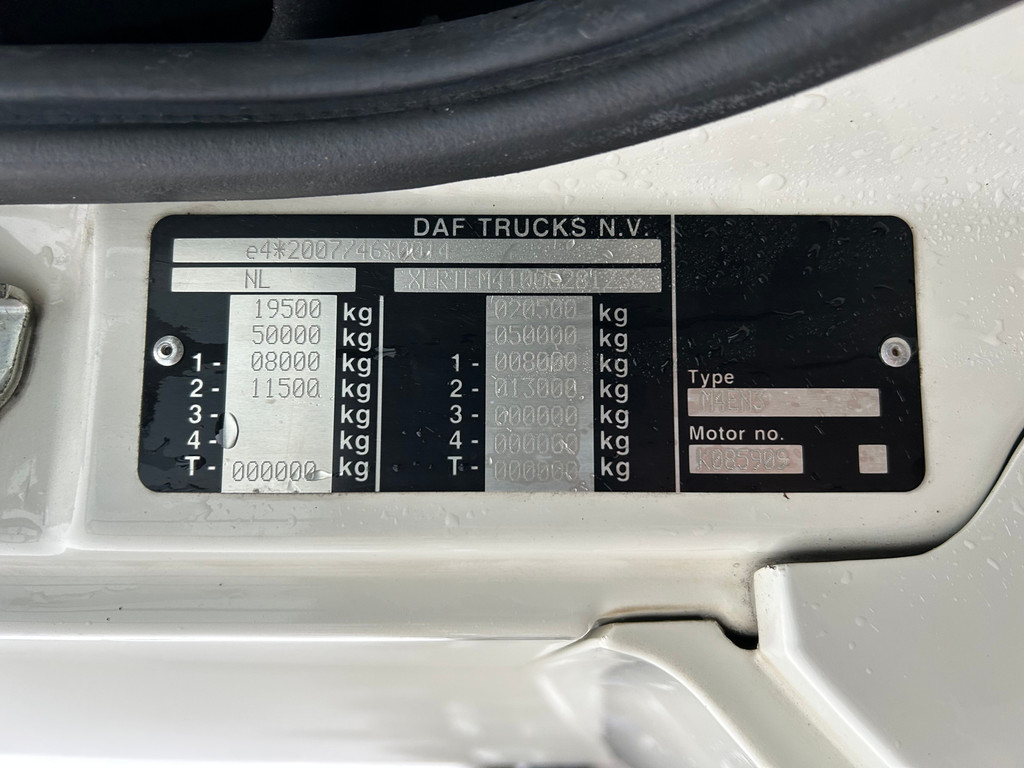 DAF TRUCKS N.V.
e4*2007/46*0014
NL
19500 kg 020500 kg
50000 kg 050000 kg
1- 08000 kg 1- 008000 kg
2- 11500 kg 2- 013000 kg
3- kg 3- 000000 kg
4- kg 4- 000000 kg
T- 000000 kg T- 000000 kg
Type
Motor no.
K025909